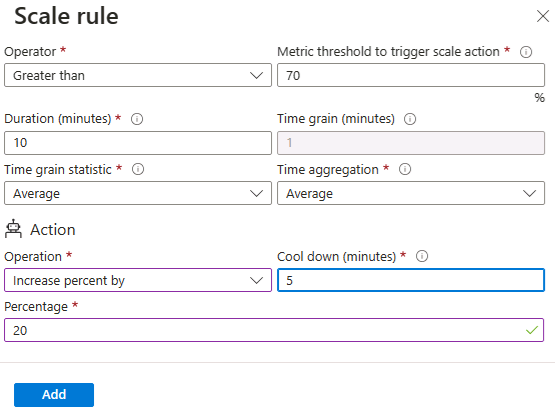 Scale rule
Operator * Metric threshold to trigger scale action *
Greater than 70
%
Duration (minutes) * Time grain (minutes)
10 1
Time grain statistic * Time aggregation *
Average Average
Action
Operation * Cool down (minutes) *
Increase percent by 5
Percentage *
20
Add